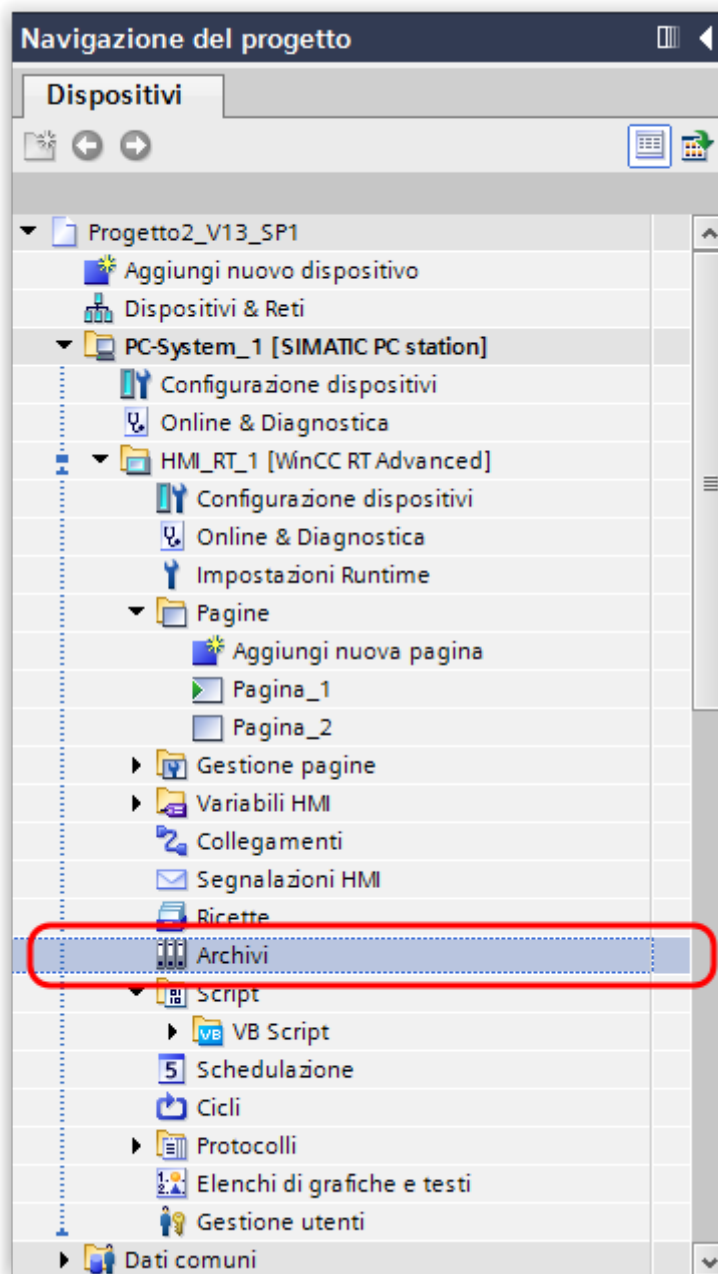 Navigazione del progetto
Dispositivi
Progetto2_V13_SP1
Aggiungi nuovo dispositivo
Dispositivi & Reti
PC-System_1 [SIMATIC PC station]
Configurazione dispositivi
Online & Diagnostica
HMI_RT_1 [WinCC RT Advanced]
Configurazione dispositivi
Online & Diagnostica
Impostazioni Runtime
Pagine
Aggiungi nuova pagina
Pagina_1
Pagina_2
Gestione pagine
Variabili HMI
Collegamenti
Segnalazioni HMI
Ricette
Archivi
Script
VB Script
Schedulazione
Cicli
Protocolli
Elenchi di grafiche e testi
Gestione utenti
Dati comuni